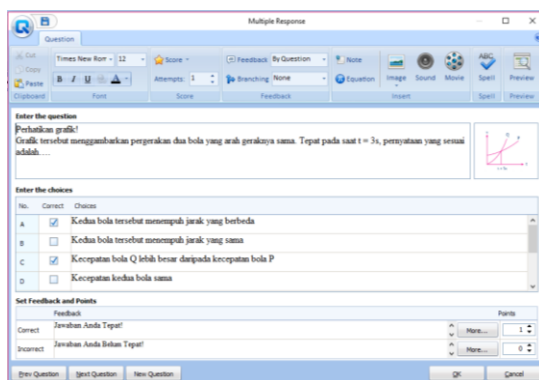 Multiple Response
Question
Cut
Copy
Paste
Clipboard
Times New Rom
12
B I U A
Font
Score
Attempts: 1
Score
Feedback By Question
Branching None
Feedback
Note
Equation
Image
Sound
Movie
Insert
ABC
Spell
Spell
Preview
Preview
Enter the question
Perhatikan grafik!
Grafik tersebut menggambarkan pergerakan dua bola yang arah geraknya sama. Tepat pada saat t = 3s, pernyataan yang sesuai
adalah....
Enter the choices
No. Correct Choices
A Kedua bola tersebut menempuh jarak yang berbeda
B Kedua bola tersebut menempuh jarak yang sama
C Kecepatan bola Q lebih besar daripada kecepatan bola P
D Kecepatan kedua bola sama
Set Feedback and Points
Feedback Points
Correct Jawaban Anda Tepat! More... 1
Incorrect Jawaban Anda Belum Tepat! More... 0
Prev Question Next Question New Question OK Cancel